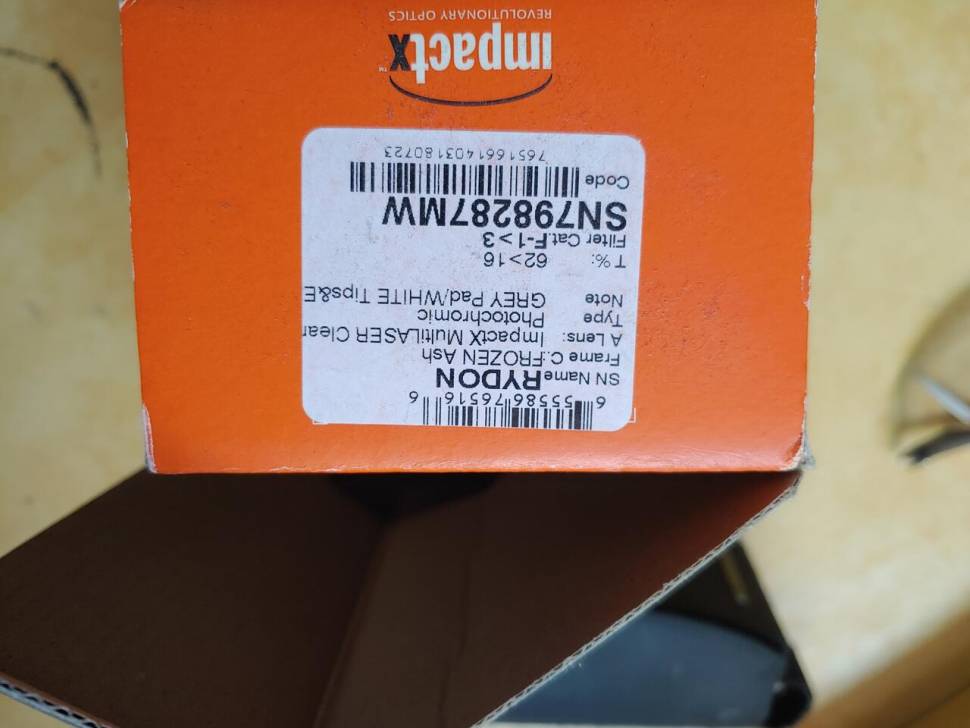 6 55586 76516 6
SN Name RYDON
Frame C.:FROZEN Ash
A Lens: ImpactX MultiLASER Clear
Type Photochromic
Note GREY Pad/WHITE Tips&E
T %: 62>16
Filter Cat.F-1>3
SN798287MW
Code
7651661403180723
impactx™
REVOLUTIONARY OPTICS